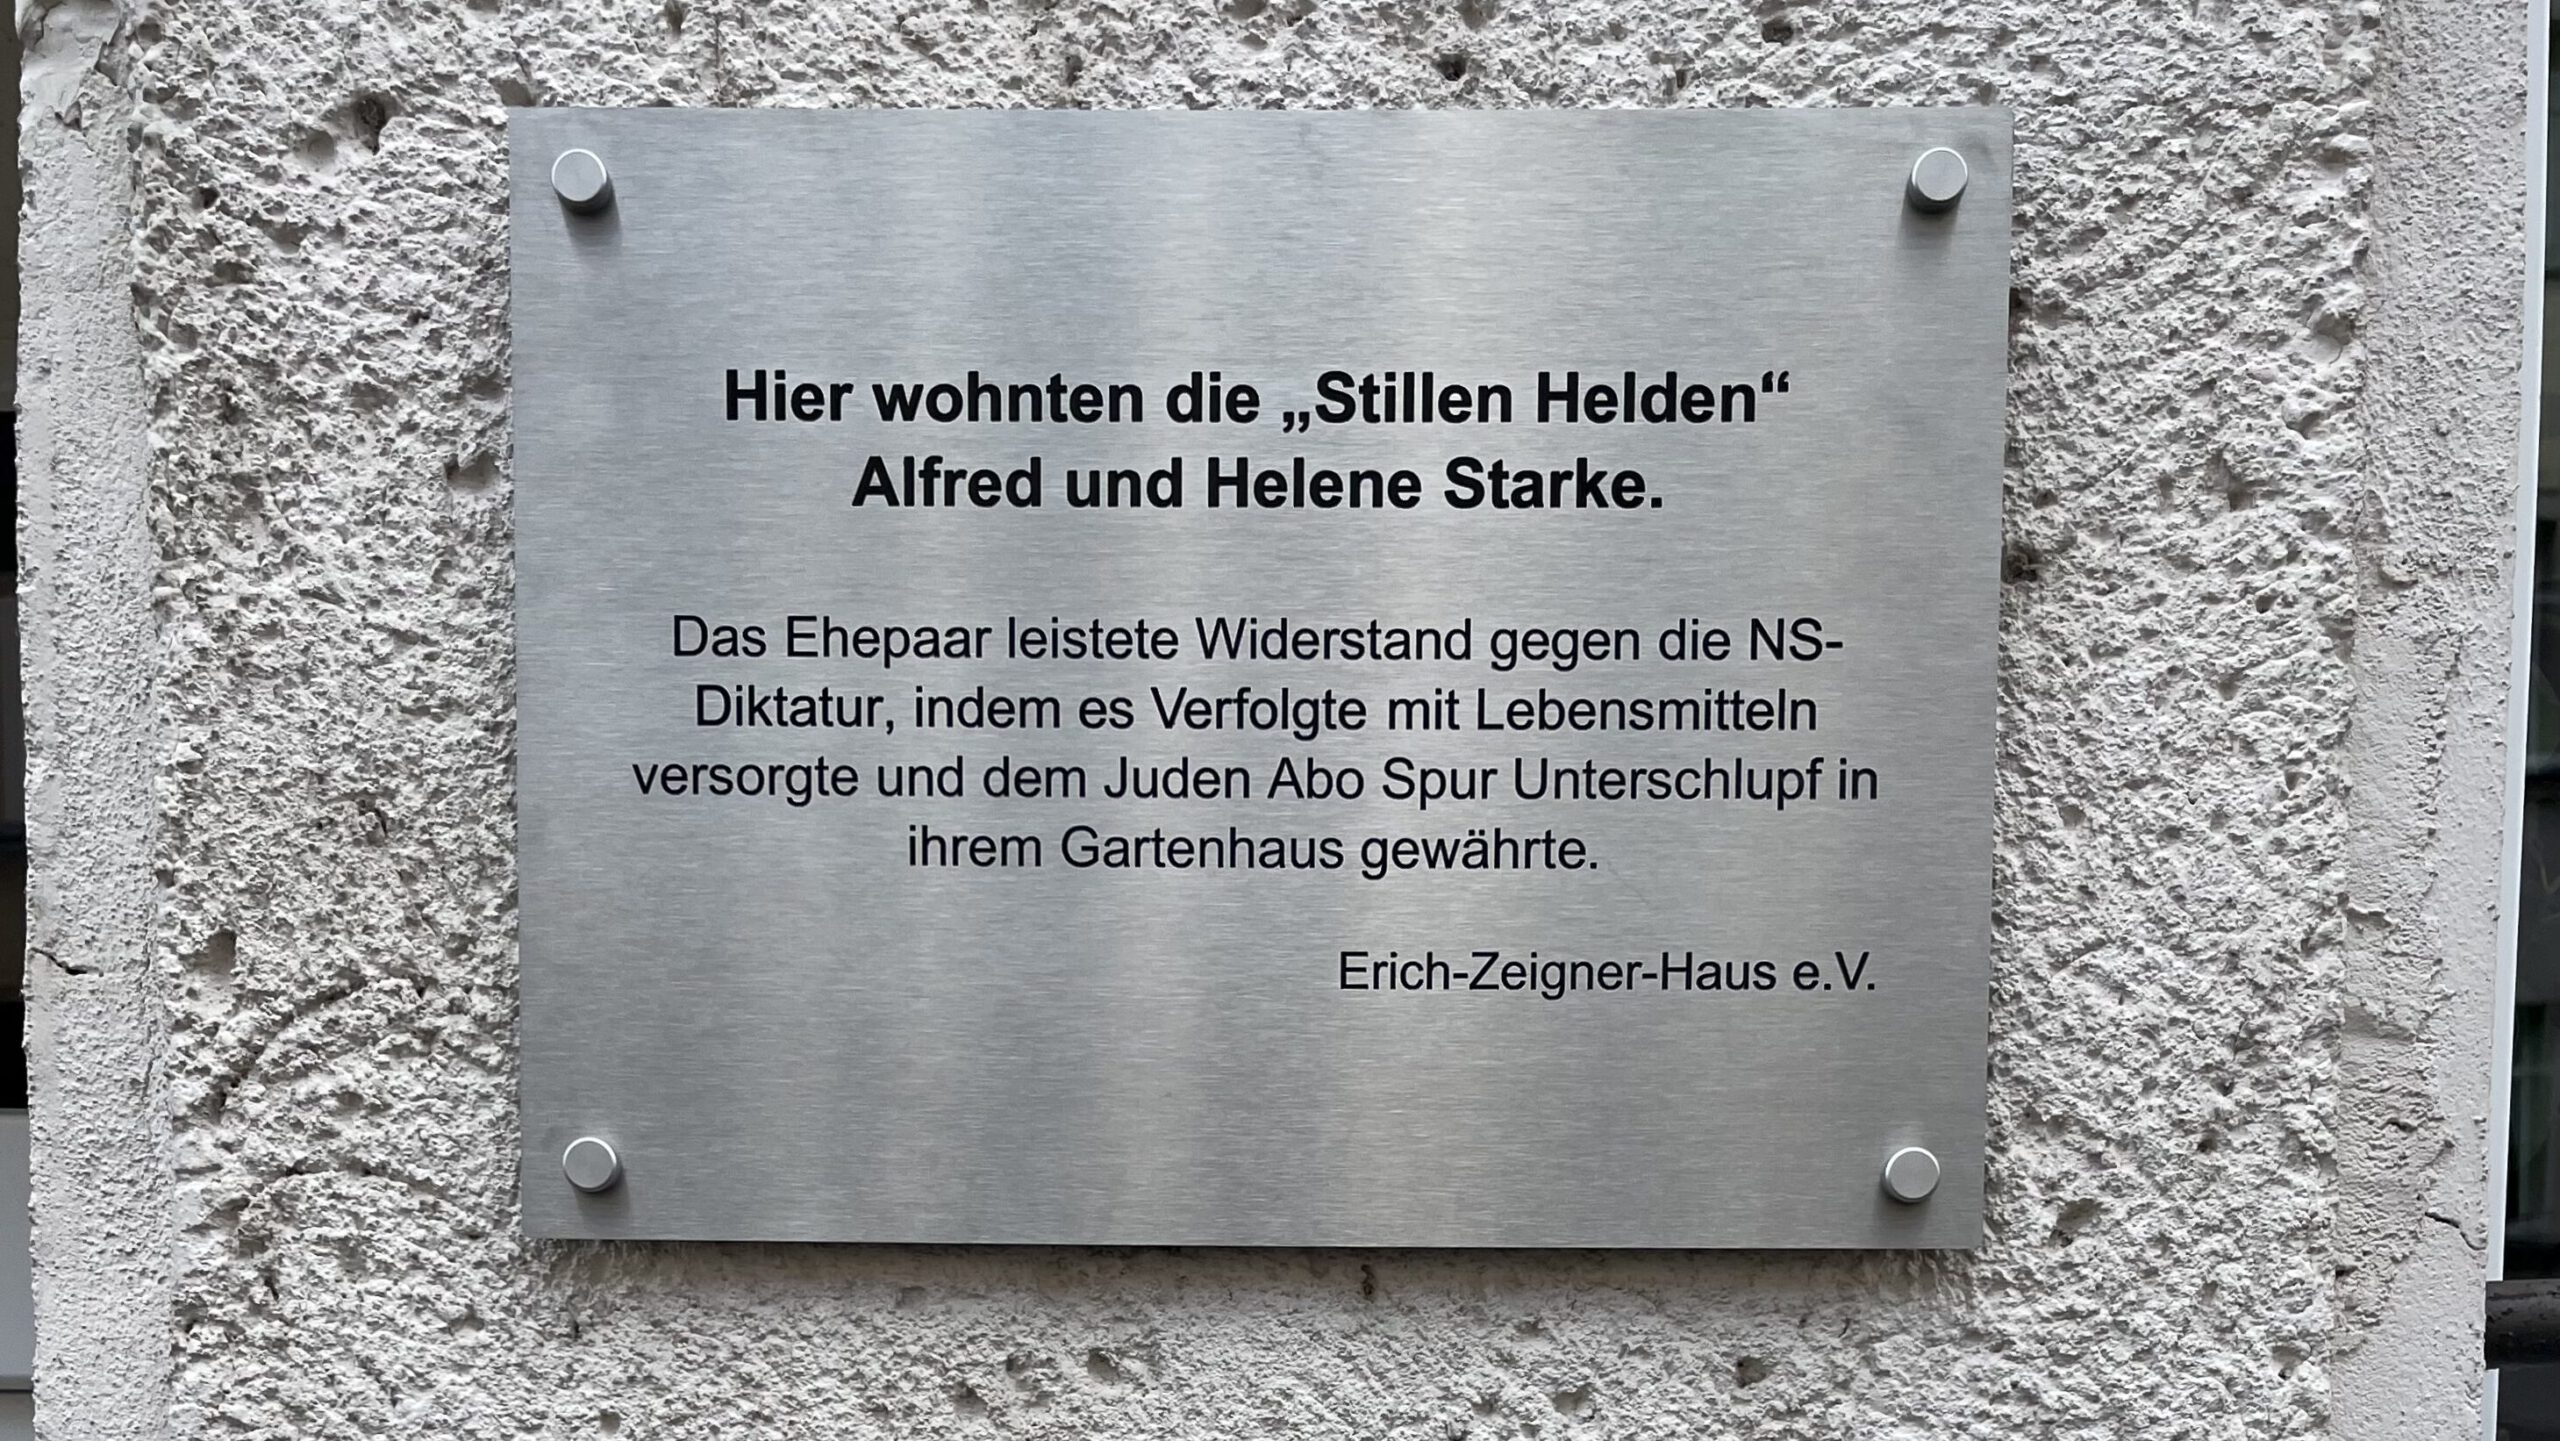 Hier wohnten die „Stillen Helden“
Alfred und Helene Starke.
Das Ehepaar leistete Widerstand gegen die NS-
Diktatur, indem es Verfolgte mit Lebensmitteln
versorgte und dem Juden Abo Spur Unterschlupf in
ihrem Gartenhaus gewährte.
Erich-Zeigner-Haus e.V.